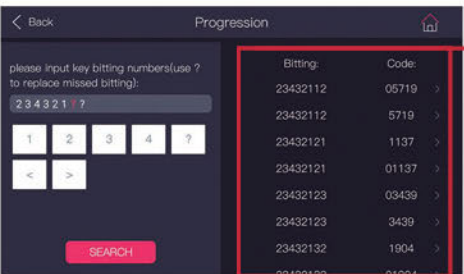 Back
Progression
please input key bitting numbers(use ?
to replace missed bitting):
234321??
1 2 3 4 ?
< >
SEARCH
Bitting: Code:
23432112 05719 >
23432112 5719 >
23432121 1137 >
23432121 01137 >
23432123 03439 >
23432123 3439 >
23432132 1904 >